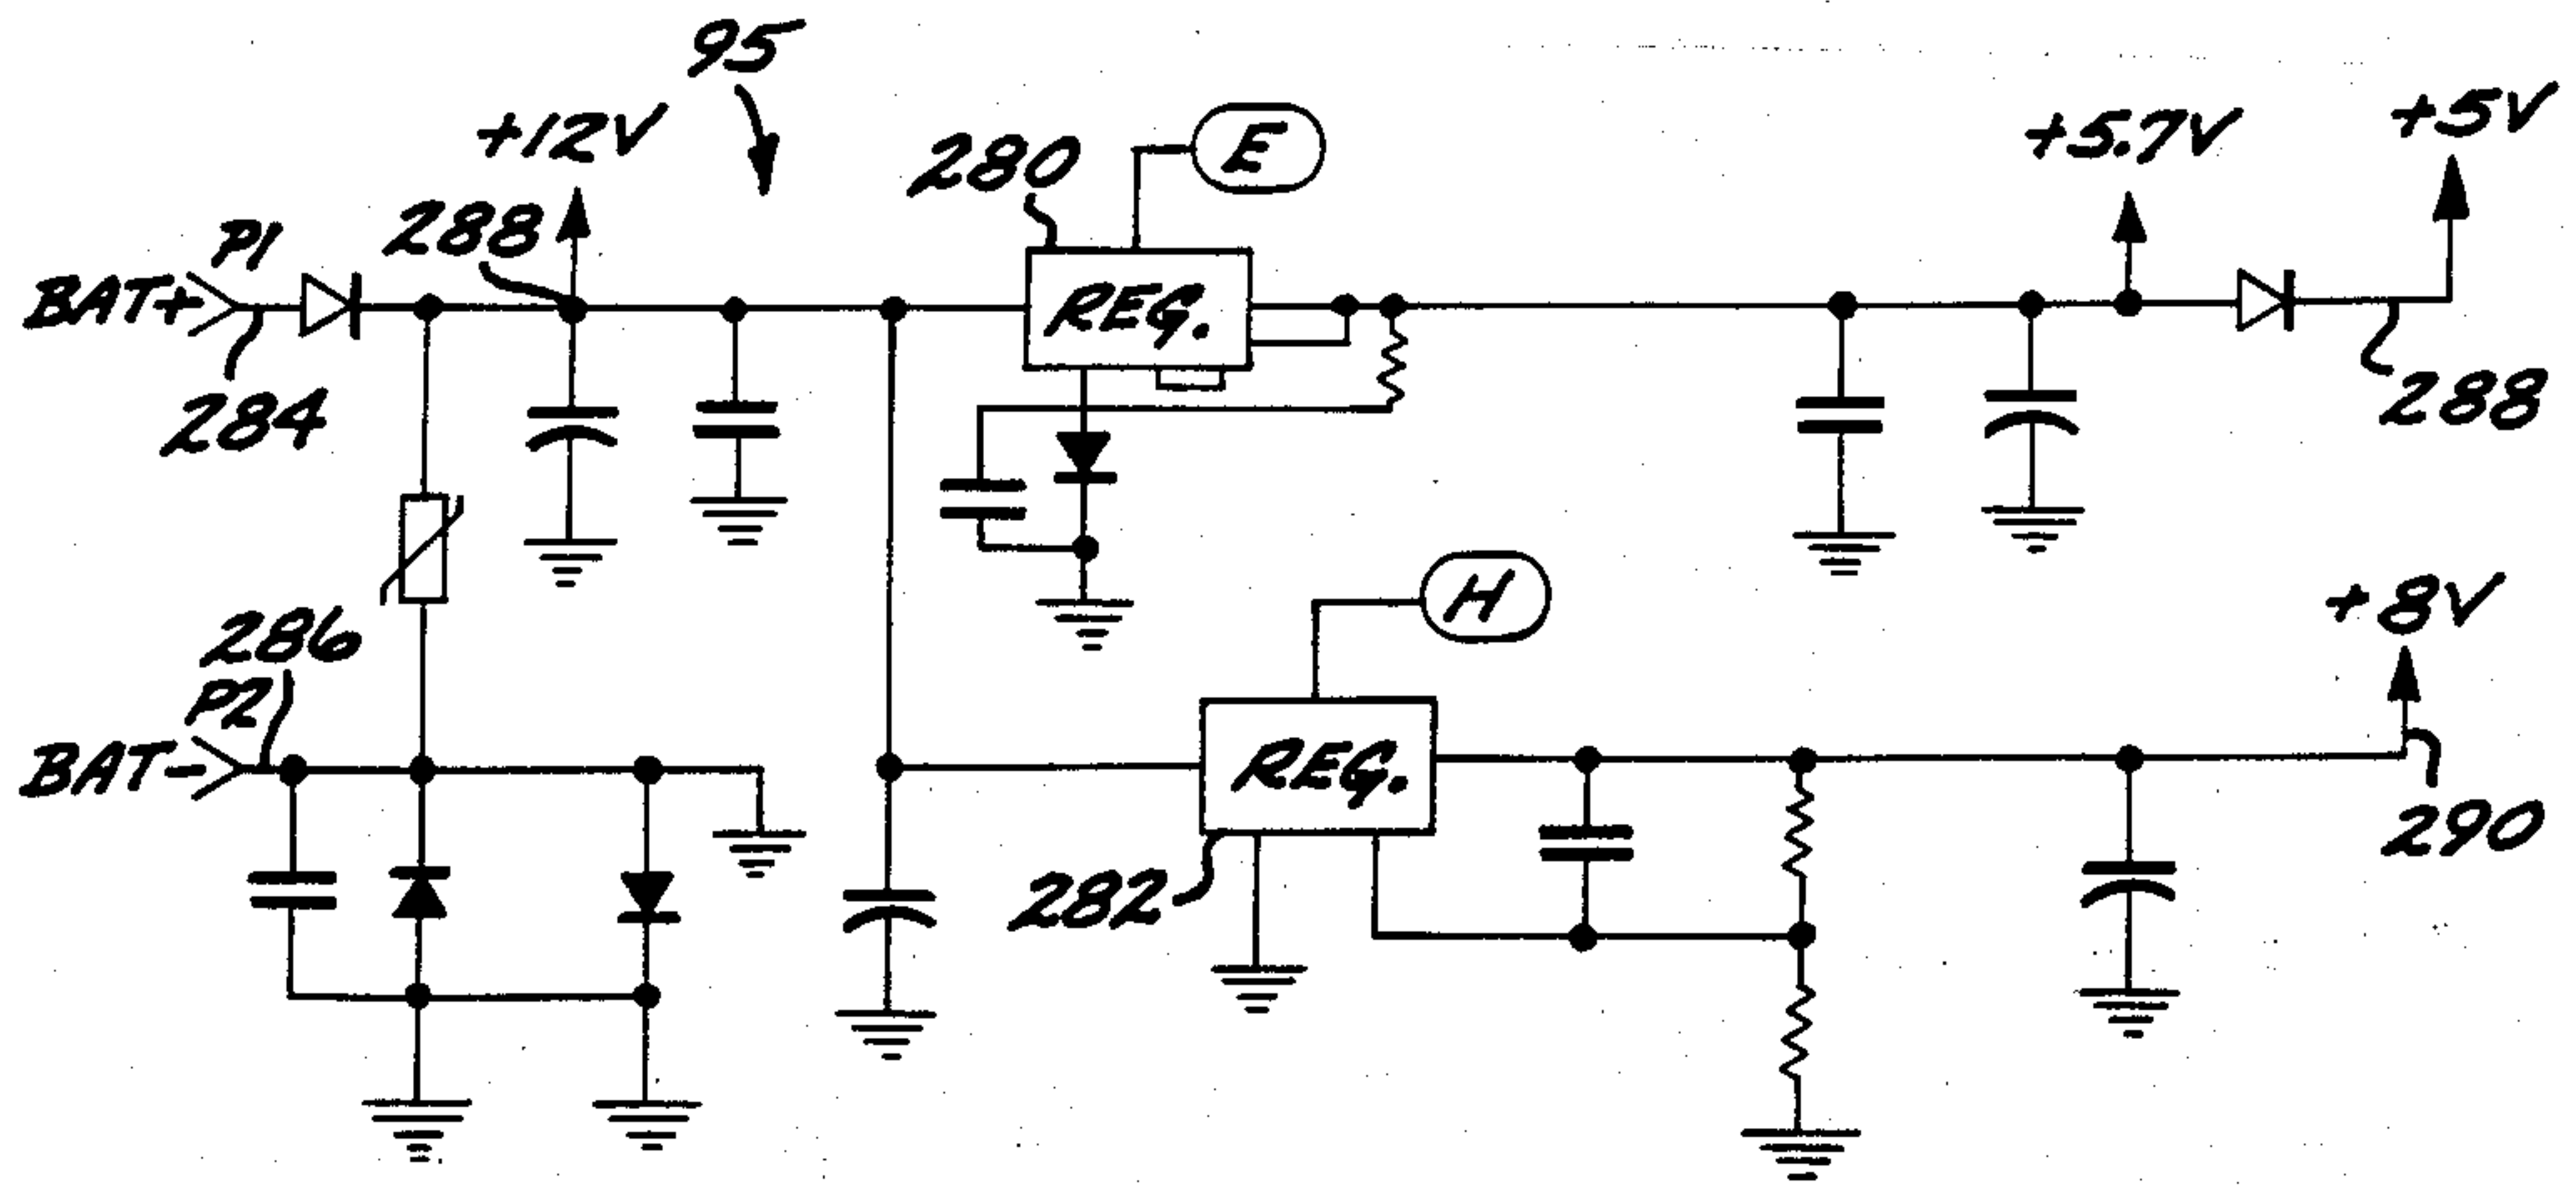 95
+12V
280
E
+5.7V
+5V
P1
288
BAT+
REG.
284
288
H
+8V
286
P2
BAT-
REG.
282
290